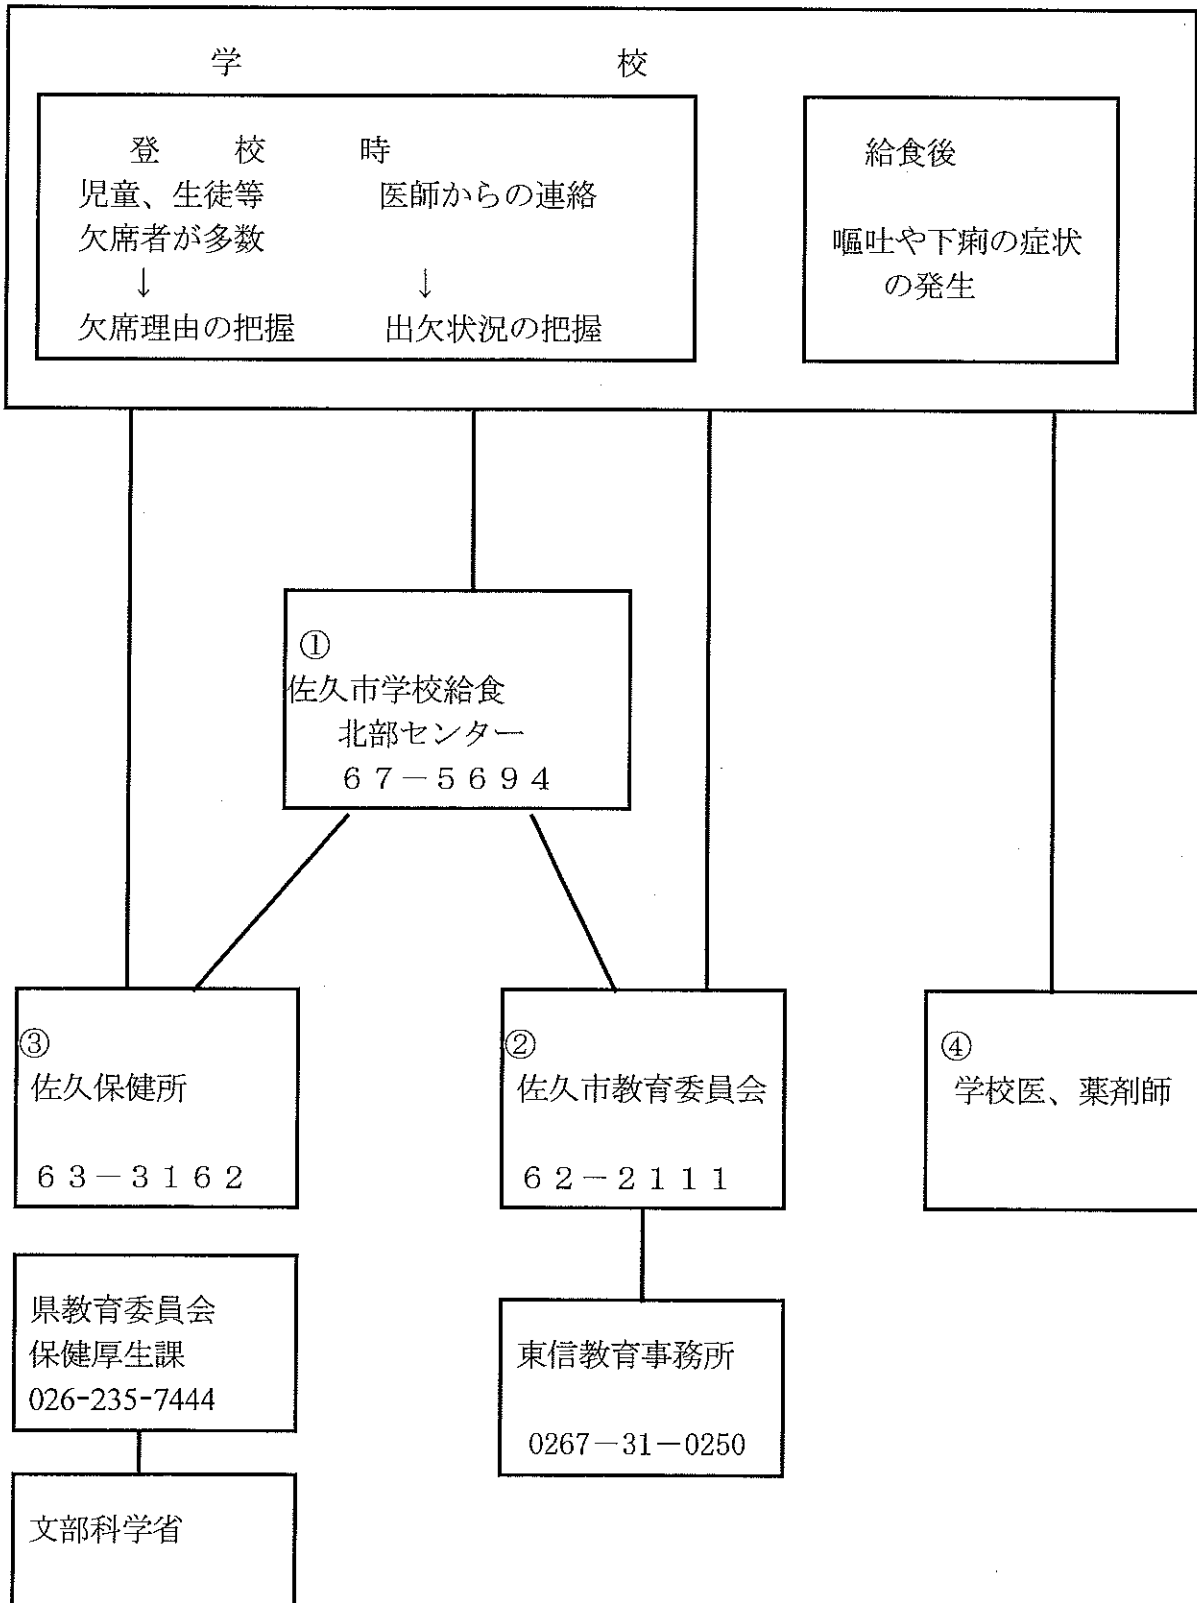 学　校
登　校　時
児童、生徒等　医師からの連絡
欠席者が多数
↓　↓
欠席理由の把握　出欠状況の把握
給食後
嘔吐や下痢の症状
の発生
①
佐久市学校給食
北部センター
６７－５６９４
③
佐久保健所
６３－３１６２
②
佐久市教育委員会
６２－２１１１
④
学校医、薬剤師
県教育委員会
保健厚生課
026-235-7444
東信教育事務所
0267－31－0250
文部科学省